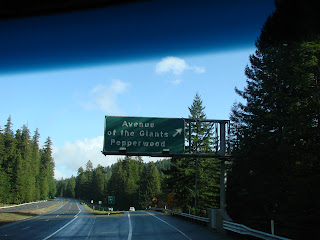 Avenue
of the Giants
Pepperwood